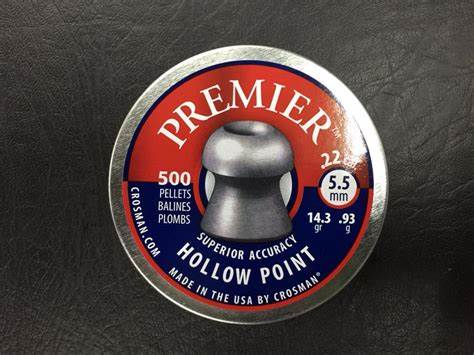 PREMIER™
.22 cal
5.5
mm
500
PELLETS
BALINES
PLOMBS
14.3 .93
gr g
SUPERIOR ACCURACY
HOLLOW POINT
CROSMAN.COM
MADE IN THE USA BY CROSMAN®